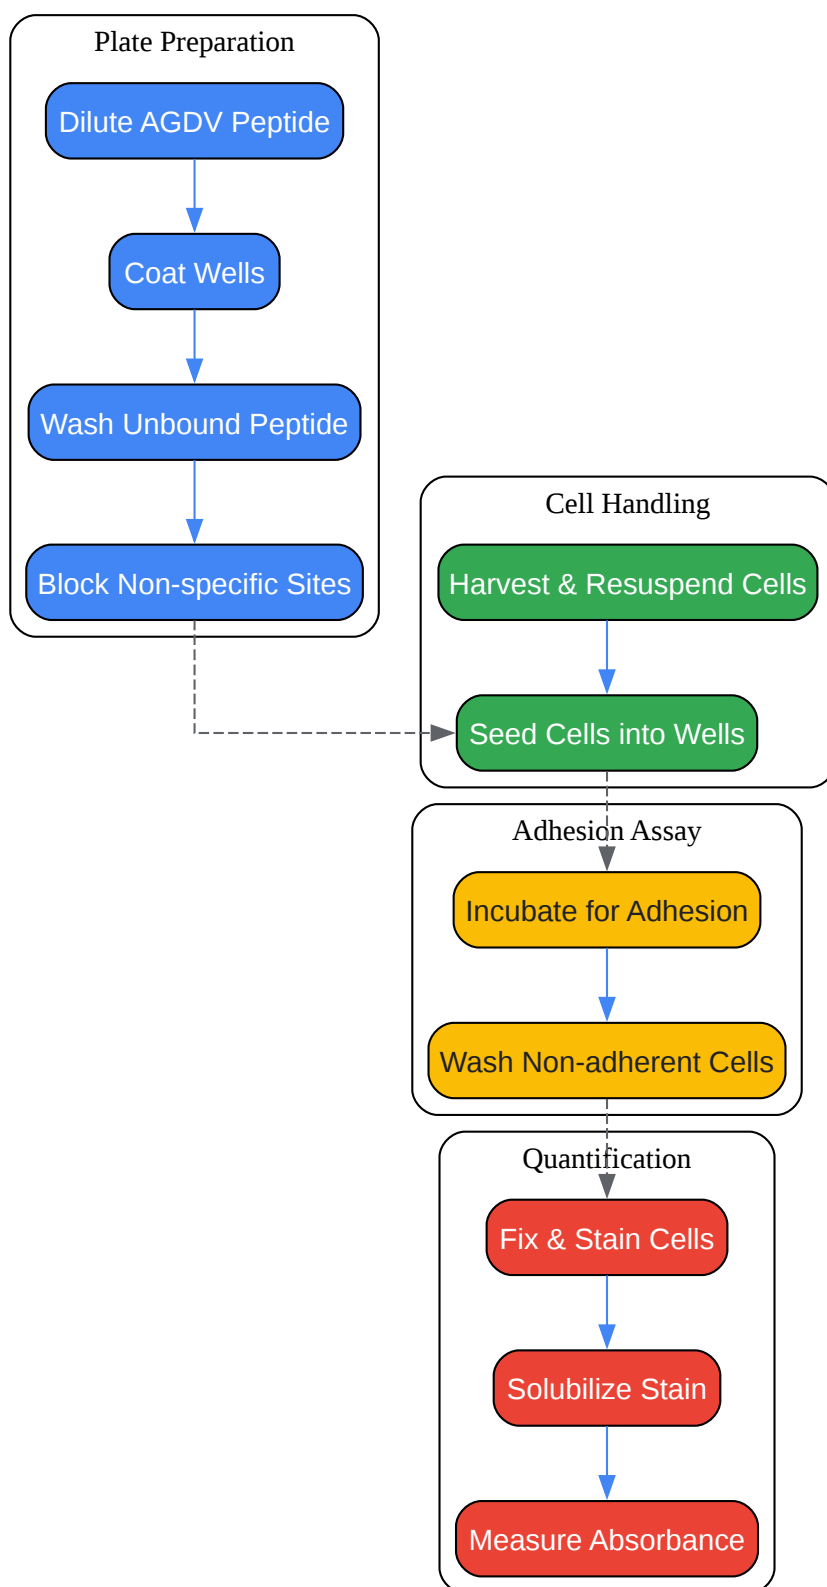 Plate Preparation
Dilute AGDV Peptide
Coat Wells
Wash Unbound Peptide
Block Non-specific Sites
Cell Handling
Harvest & Resuspend Cells
Seed Cells into Wells
Adhesion Assay
Incubate for Adhesion
Wash Non-adherent Cells
Quantification
Fix & Stain Cells
Solubilize Stain
Measure Absorbance